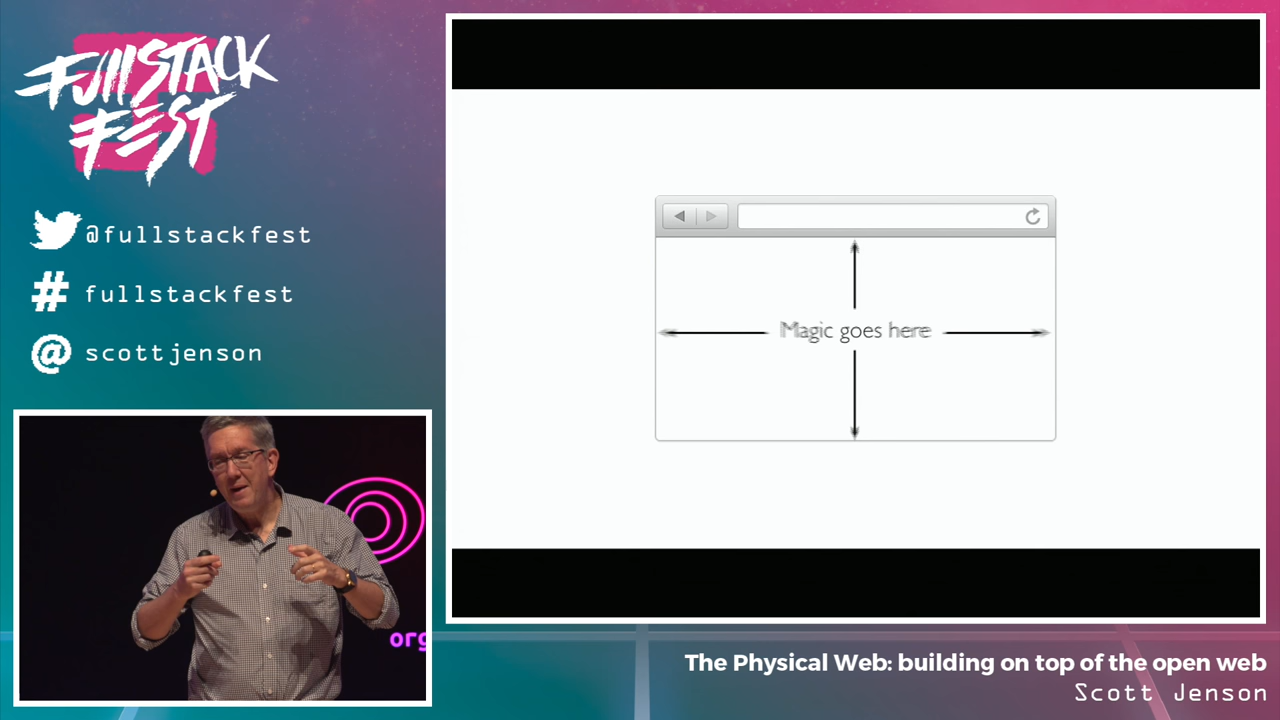 FullSTACK
FEST
@fullstackfest
# fullstackfest
@ scottjenson
Magic goes here
org
The Physical Web: building on top of the open web
Scott Jenson